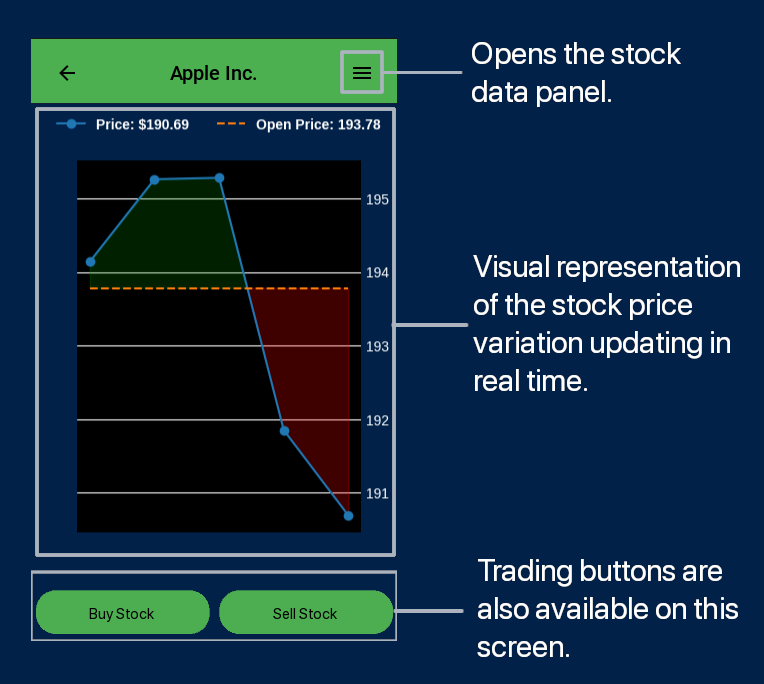 Apple Inc.
Opens the stock
data panel.
Price: $190.69
Open Price: 193.78
195
194
193
192
191
Visual representation
of the stock price
variation updating in
real time.
Buy Stock
Sell Stock
Trading buttons are
also available on this
screen.